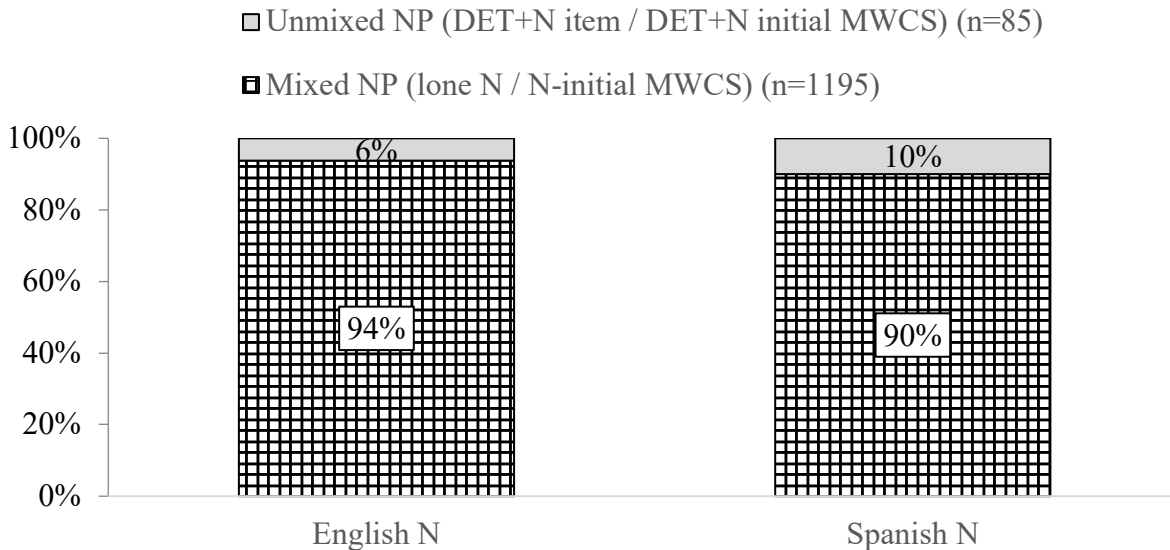 Unmixed NP (DET+N item / DET+N initial MWCS) (n=85)
Mixed NP (lone N / N-initial MWCS) (n=1195)
100%
6%
10%
80%
60%
94%
90%
40%
20%
0%
English N
Spanish N